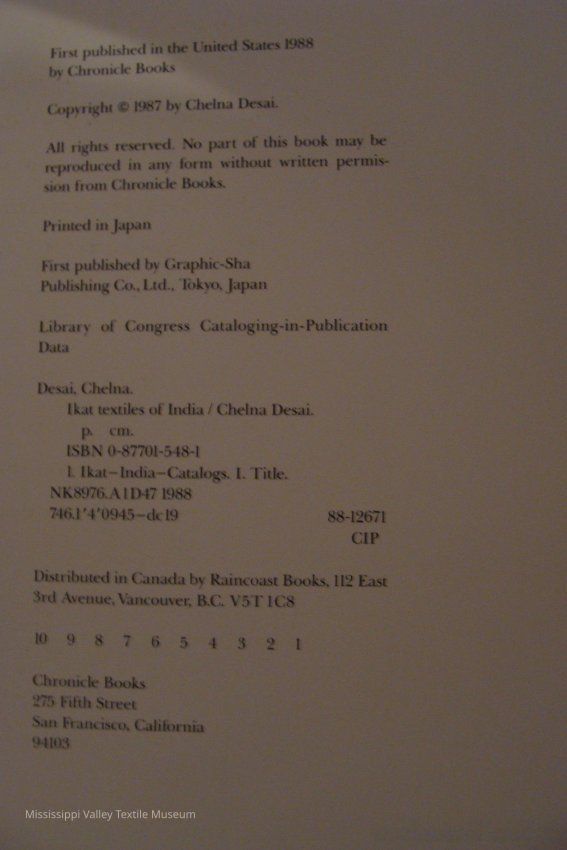 First published in the United States 1988
by Chronicle Books
Copyright © 1987 by Chelna Desai.
All rights reserved. No part of this book may be
reproduced in any form without written permis-
sion from Chronicle Books.
Printed in Japan
First published by Graphic-Sha
Publishing Co., Ltd., Tokyo, Japan
Library of Congress Cataloging-in-Publication
Data
Desai, Chelna.
Ikat textiles of India / Chelna Desai.
p. cm.
ISBN 0-87701-548-1
1. Ikat—India—Catalogs. I. Title.
NK8976.A1D47 1988
746.1'4'0945—dc19 88-12671
CIP
Distributed in Canada by Raincoast Books, 112 East
3rd Avenue, Vancouver, B.C. V5T 1C8
10 9 8 7 6 5 4 3 2 1
Chronicle Books
275 Fifth Street
San Francisco, California
94103
Mississippi Valley Textile Museum